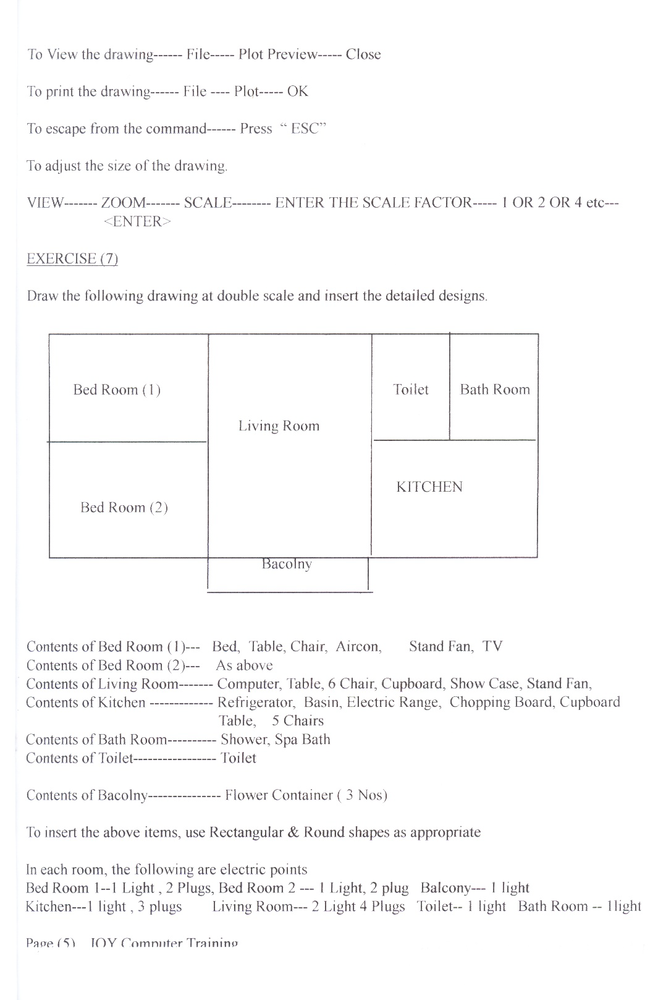 To View the drawing------ File----- Plot Preview----- Close
To print the drawing------ File ---- Plot----- OK
To escape from the command------ Press “ ESC”
To adjust the size of the drawing.
VIEW------- ZOOM------- SCALE-------- ENTER THE SCALE FACTOR----- 1 OR 2 OR 4 etc---
<ENTER>
EXERCISE (7)
Draw the following drawing at double scale and insert the detailed designs.
Bed Room (1)
Toilet
Bath Room
Living Room
KITCHEN
Bed Room (2)
Bacolny
Contents of Bed Room (1)--- Bed, Table, Chair, Aircon, Stand Fan, TV
Contents of Bed Room (2)--- As above
Contents of Living Room------- Computer, Table, 6 Chair, Cupboard, Show Case, Stand Fan,
Contents of Kitchen ------------- Refrigerator, Basin, Electric Range, Chopping Board, Cupboard
Table, 5 Chairs
Contents of Bath Room---------- Shower, Spa Bath
Contents of Toilet----------------- Toilet
Contents of Bacolny--------------- Flower Container ( 3 Nos)
To insert the above items, use Rectangular & Round shapes as appropriate
In each room, the following are electric points
Bed Room 1--1 Light , 2 Plugs, Bed Room 2 --- 1 Light, 2 plug Balcony--- 1 light
Kitchen---1 light , 3 plugs Living Room--- 2 Light 4 Plugs Toilet-- 1 light Bath Room -- 1light
Page (5) JOY Computer Training